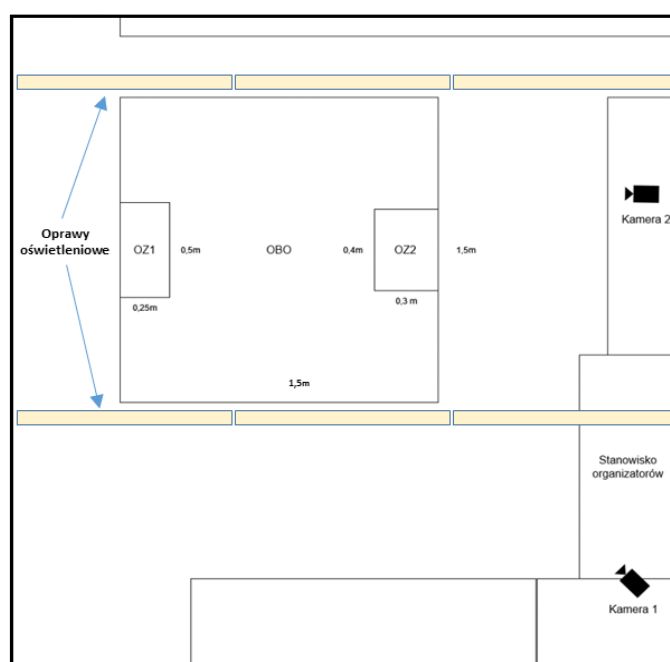 Kamera 2
Oprawy
oświetleniowe
OZ1
0,5m
OBO
0,4m
OZ2
1,5m
0,25m
0,3 m
1,5m
Stanowisko
organizatorów
Kamera 1